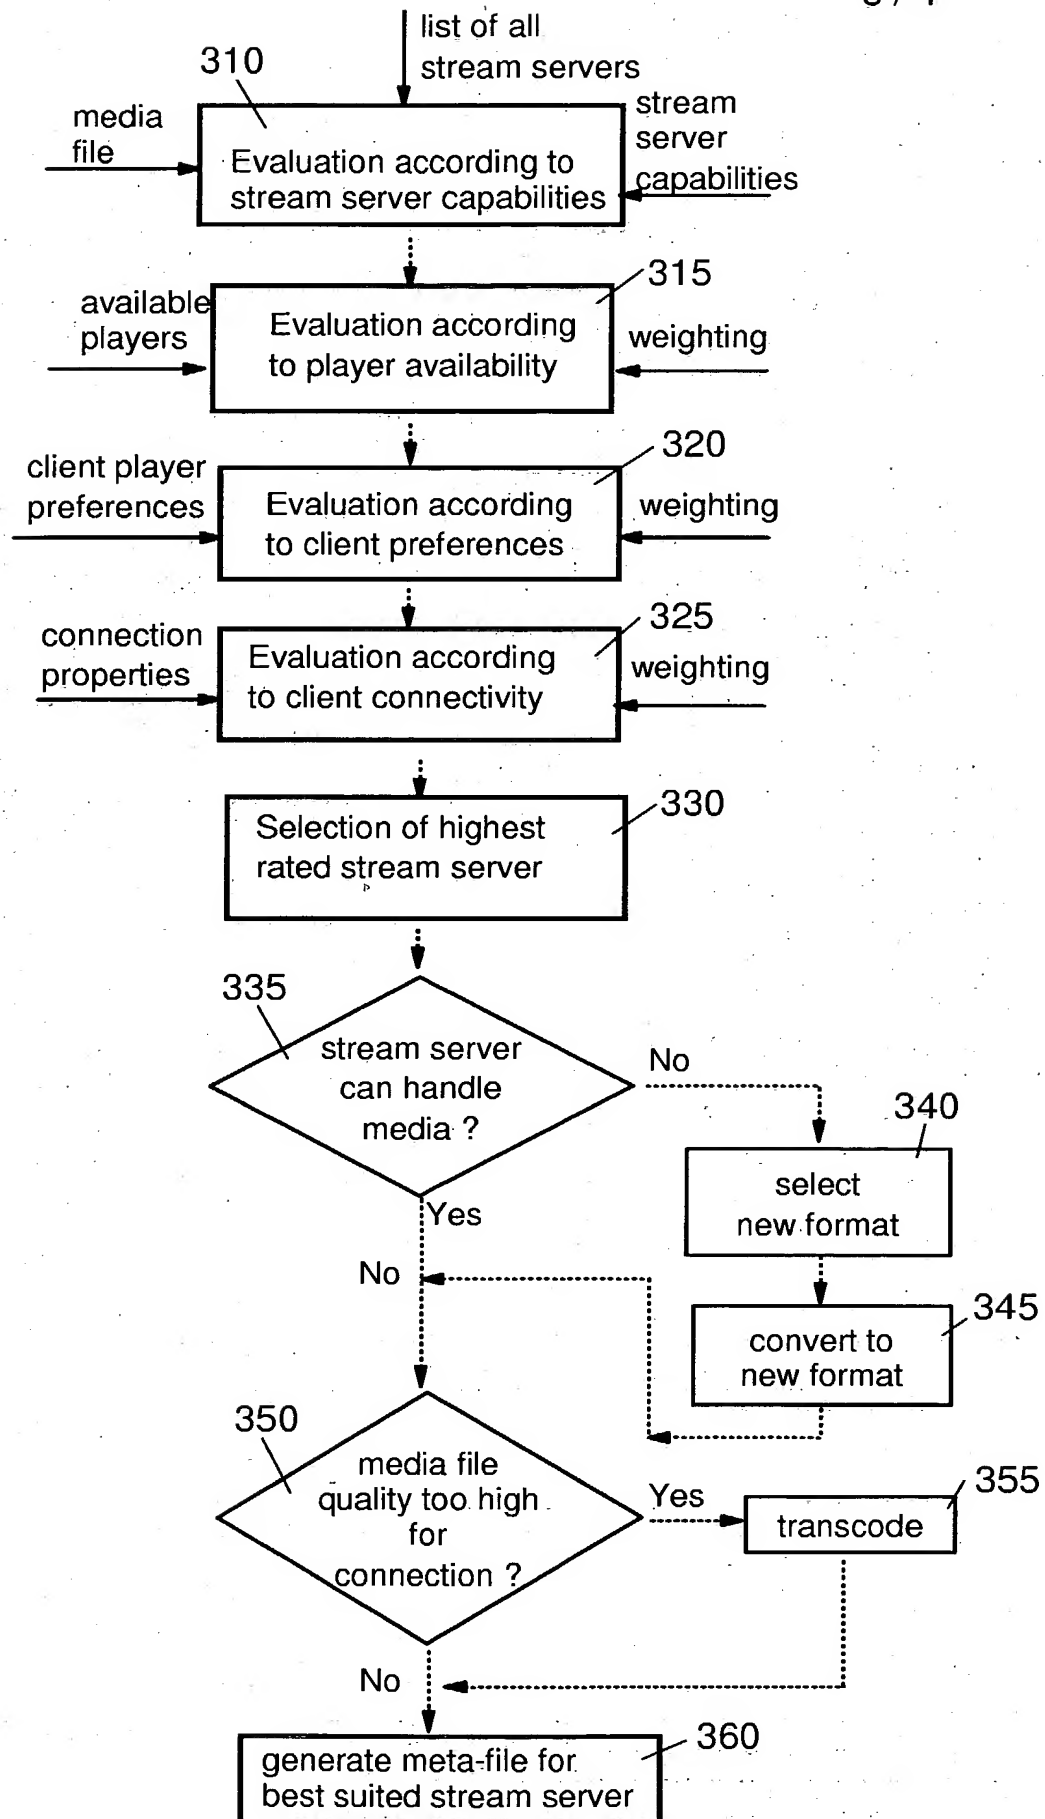 list of all
stream servers
310
media
file
stream
server
capabilities
Evaluation according to
stream server capabilities
315
available
players
Evaluation according
to player availability
weighting
320
client player
preferences
Evaluation according
to client preferences
weighting
325
connection
properties
Evaluation according
to client connectivity
weighting
330
Selection of highest
rated stream server
335
stream server
can handle
media ?
No
340
select
new format
Yes
No
345
convert to
new format
350
media file
quality too high
for
connection ?
Yes
355
transcode
No
360
generate meta-file for
best suited stream server